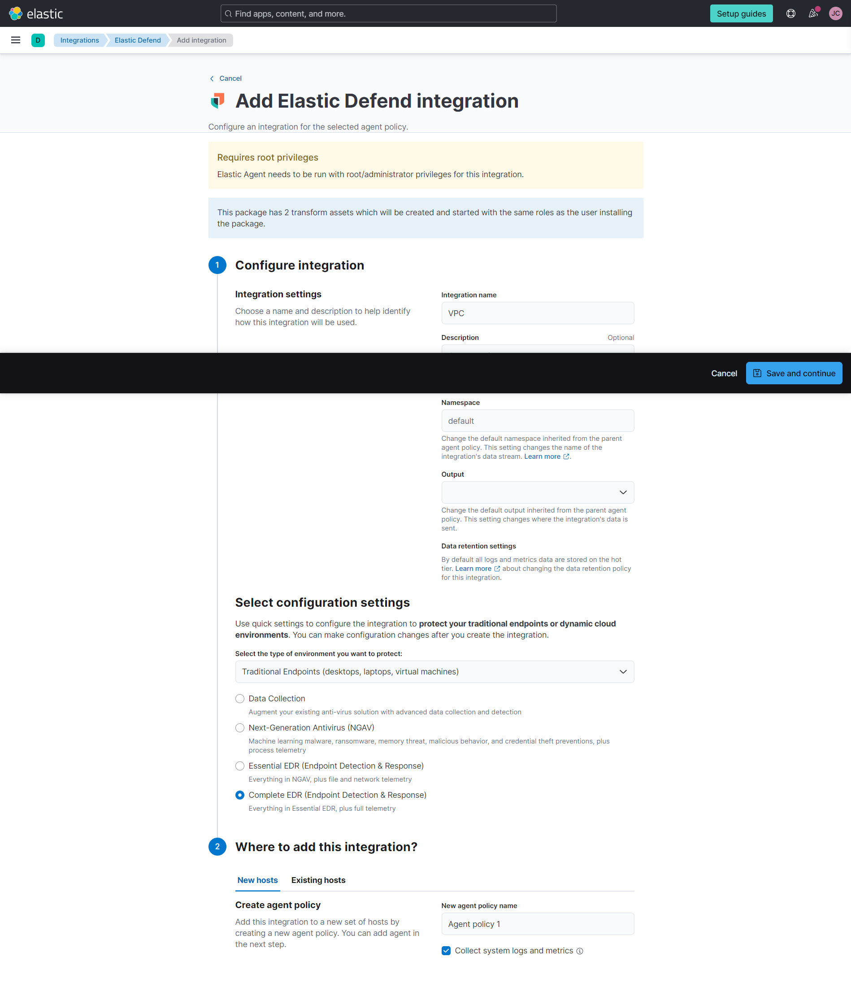 elastic
Find apps, content, and more.
Setup guides
JC
D
Integrations
Elastic Defend
Add integration
Cancel
Add Elastic Defend integration
Configure an integration for the selected agent policy.
Requires root privileges
Elastic Agent needs to be run with root/administrator privileges for this integration.
This package has 2 transform assets which will be created and started with the same roles as the user installing
the package.
1
Configure integration
Integration settings
Choose a name and description to help identify
how this integration will be used.
Integration name
VPC
Description
Optional
Cancel
Save and continue
Namespace
default
Change the default namespace inherited from the parent
agent policy. This setting changes the name of the
integration's data stream. Learn more.
Output
Change the default output inherited from the parent agent
policy. This setting changes where the integration's data is
sent.
Data retention settings
By default all logs and metrics data are stored on the hot
tier. Learn more about changing the data retention policy
for this integration.
Select configuration settings
Use quick settings to configure the integration to protect your traditional endpoints or dynamic cloud
environments. You can make configuration changes after you create the integration.
Select the type of environment you want to protect:
Traditional Endpoints (desktops, laptops, virtual machines)
Data Collection
Augment your existing anti-virus solution with advanced data collection and detection
Next-Generation Antivirus (NGAV)
Machine learning malware, ransomware, memory threat, malicious behavior, and credential theft preventions, plus
process telemetry
Essential EDR (Endpoint Detection & Response)
Everything in NGAV, plus file and network telemetry
Complete EDR (Endpoint Detection & Response)
Everything in Essential EDR, plus full telemetry
2
Where to add this integration?
New hosts
Existing hosts
Create agent policy
Add this integration to a new set of hosts by
creating a new agent policy. You can add agent in
the next step.
New agent policy name
Agent policy 1
Collect system logs and metrics